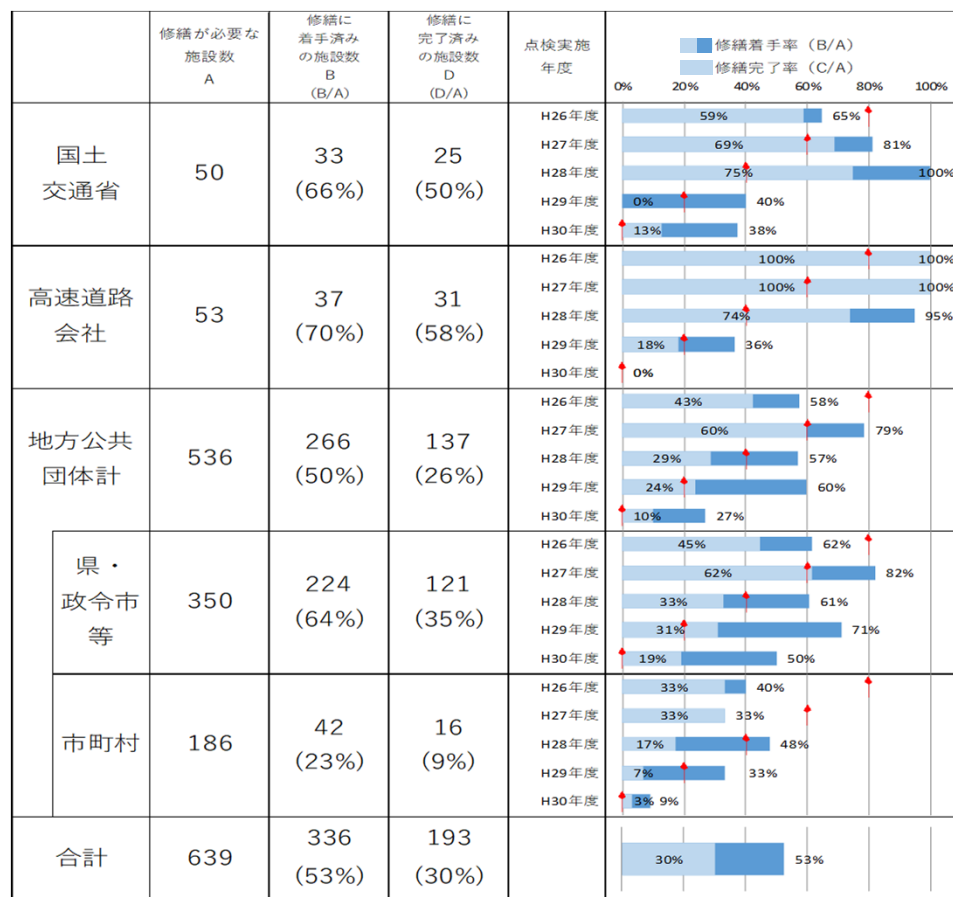 修繕が必要な
施設数
A
修繕に
着手済み
の施設数
B
(B/A)
修繕に
完了済み
の施設数
D
(D/A)
点検実施
年度
修繕着手率（B/A）
修繕完了率（C/A）
0% 20% 40% 60% 80% 100%
国土
交通省
50
33
(66%)
25
(50%)
H26年度 59% 65%
H27年度 69% 81%
H28年度 75% 100%
H29年度 0% 40%
H30年度 13% 38%
高速道路
会社
53
37
(70%)
31
(58%)
H26年度 100% 100%
H27年度 100% 100%
H28年度 74% 95%
H29年度 18% 36%
H30年度 0%
地方公共
団体計
536
266
(50%)
137
(26%)
H26年度 43% 58%
H27年度 60% 79%
H28年度 29% 57%
H29年度 24% 60%
H30年度 10% 27%
県・
政令市
等
350
224
(64%)
121
(35%)
H26年度 45% 62%
H27年度 62% 82%
H28年度 33% 61%
H29年度 31% 71%
H30年度 19% 50%
市町村
186
42
(23%)
16
(9%)
H26年度 33% 40%
H27年度 33% 33%
H28年度 17% 48%
H29年度 7% 33%
H30年度 3% 9%
合計
639
336
(53%)
193
(30%)
30% 53%